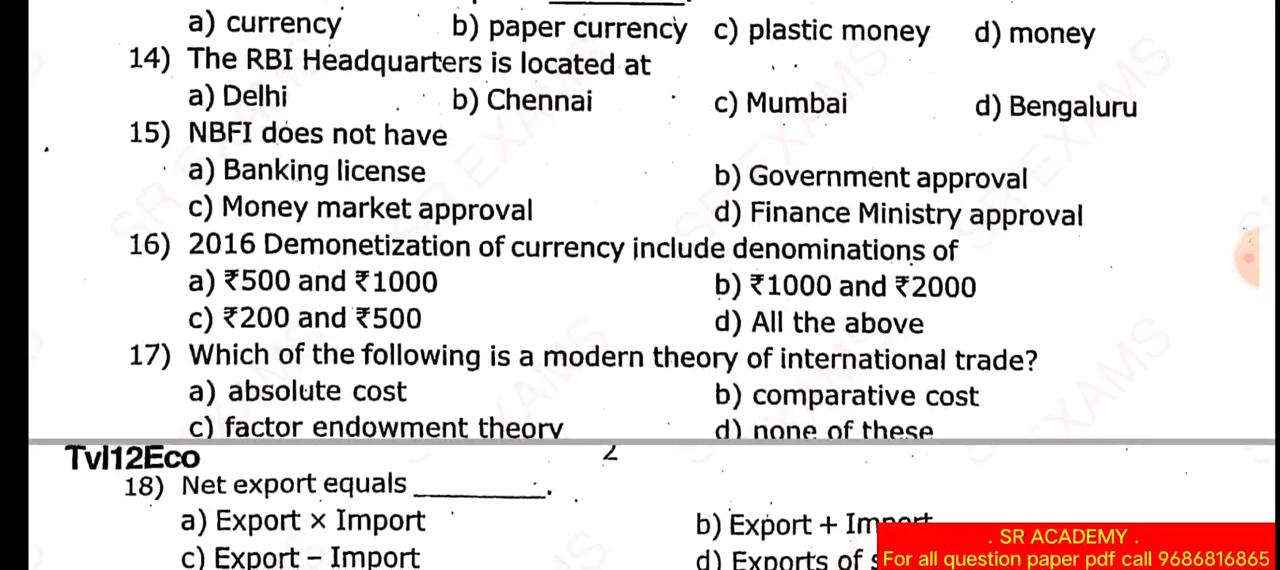 a) currency b) paper currency c) plastic money d) money
14) The RBI Headquarters is located at
a) Delhi b) Chennai c) Mumbai d) Bengaluru
15) NBFI does not have
a) Banking license b) Government approval
c) Money market approval d) Finance Ministry approval
16) 2016 Demonetization of currency include denominations of
a) ₹500 and ₹1000 b) ₹1000 and ₹2000
c) ₹200 and ₹500 d) All the above
17) Which of the following is a modern theory of international trade?
a) absolute cost b) comparative cost
c) factor endowment theory d) none of these
Tvl12Eco 2
18) Net export equals ________.
a) Export × Import b) Export + Import
c) Export – Import d) Exports of
. SR ACADEMY .
For all question paper pdf call 9686816865
SR EXAMS